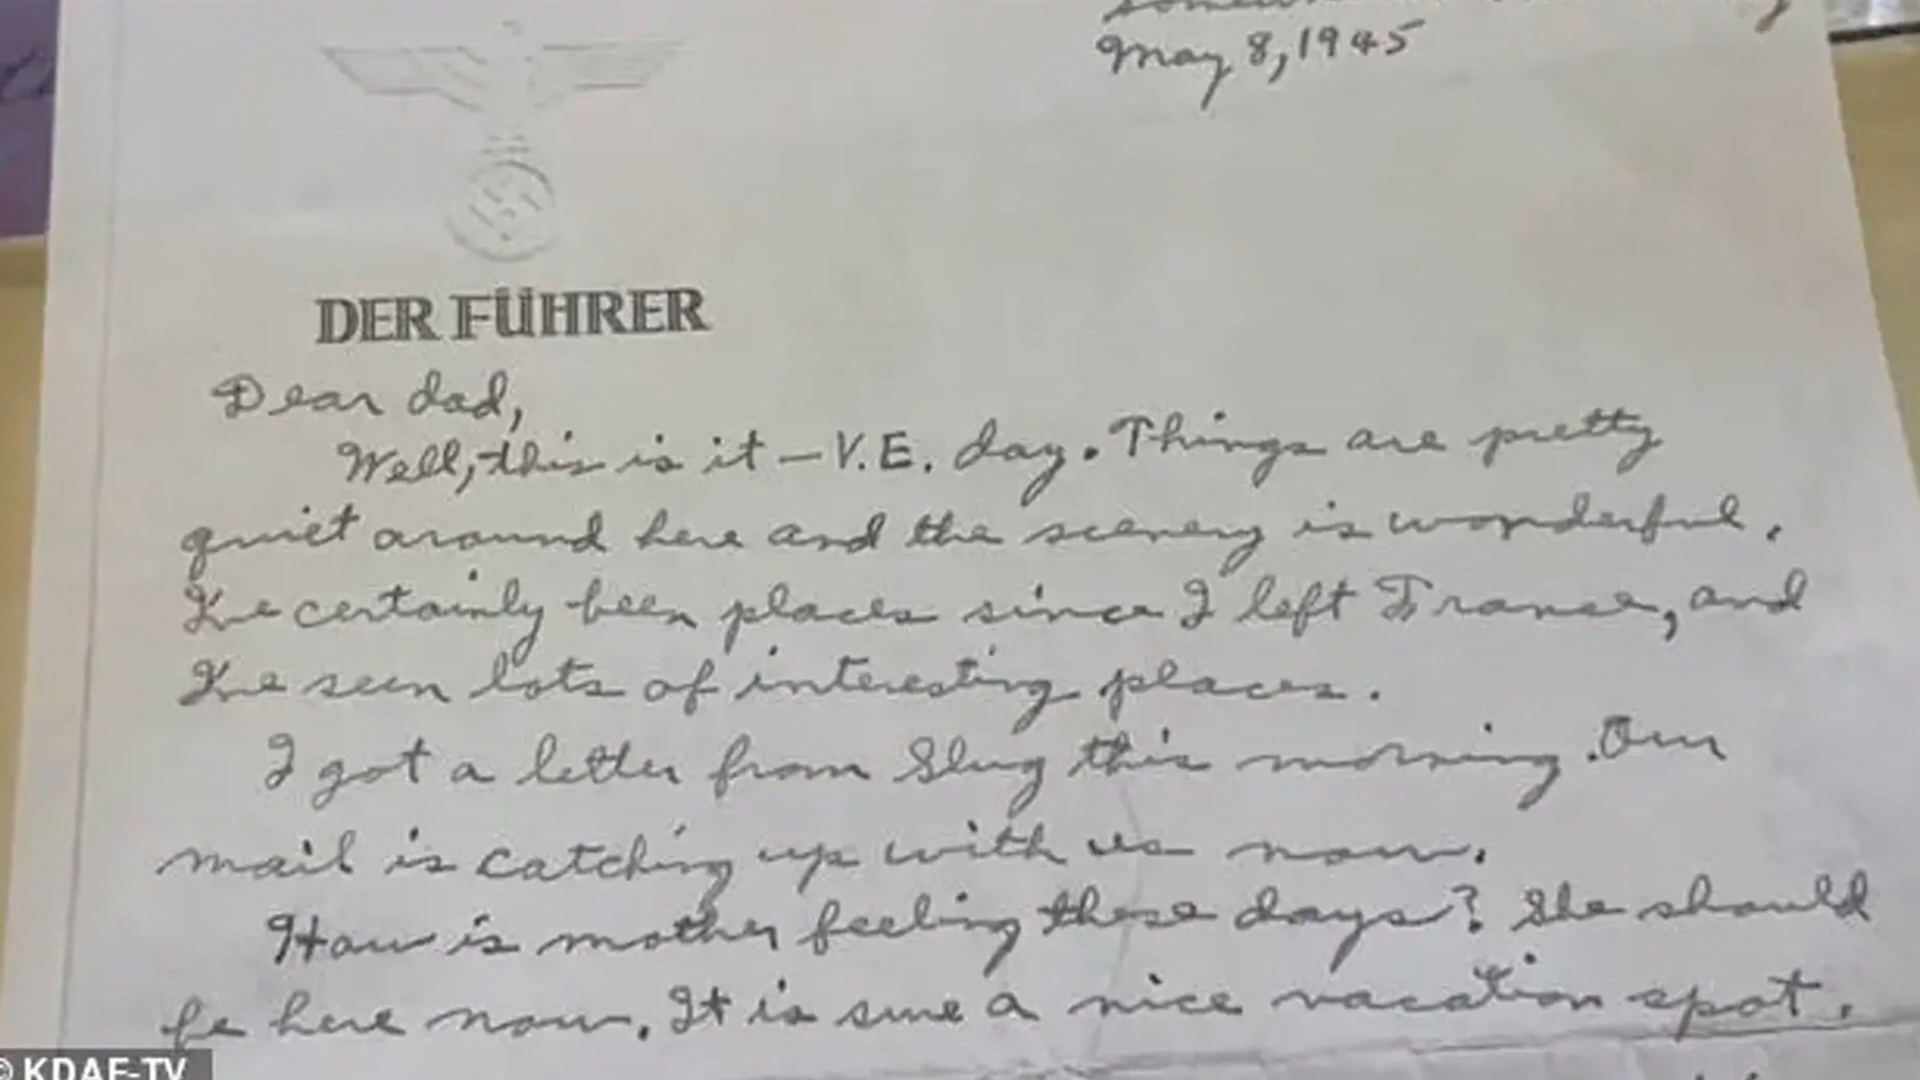 May 8, 1945
DER FÜHRER
Dear dad,
Well, this is it – V.E. day. Things are pretty
quiet around here and the scenery is wonderful.
I've certainly been places since I left France, and
I've seen lots of interesting places.
I got a letter from Slug this morning. Our
mail is catching up with us now.
How is mother feeling these days? She should
be here now. It is sure a nice vacation spot.
© KDAF-TV